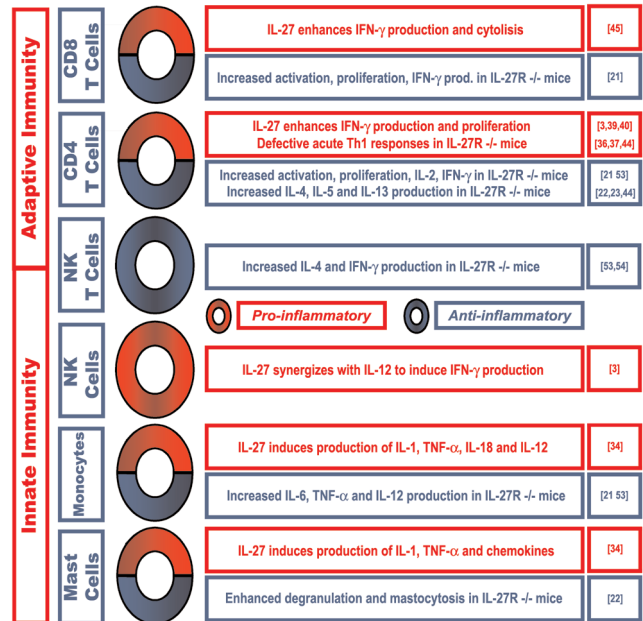 Adaptive Immunity
CD8
T Cells
IL-27 enhances IFN-γ production and cytolisis
[45]
Increased activation, proliferation, IFN-γ prod. in IL-27R -/- mice
[21]
CD4
T Cells
IL-27 enhances IFN-γ production and proliferation
[3,39,40]
Defective acute Th1 responses in IL-27R -/- mice
[36,37,44]
Increased activation, proliferation, IL-2, IFN-γ in IL-27R -/- mice
[21 53]
Increased IL-4, IL-5 and IL-13 production in IL-27R -/- mice
[22,23,44]
NK
T Cells
Increased IL-4 and IFN-γ production in IL-27R -/- mice
[53,54]
Pro-inflammatory
Anti-inflammatory
Innate Immunity
NK
Cells
IL-27 synergizes with IL-12 to induce IFN-γ production
[3]
Monocytes
IL-27 induces production of IL-1, TNF-α, IL-18 and IL-12
[34]
Increased IL-6, TNF-α and IL-12 production in IL-27R -/- mice
[21 53]
Mast
Cells
IL-27 induces production of IL-1, TNF-α and chemokines
[34]
Enhanced degranulation and mastocytosis in IL-27R -/- mice
[22]